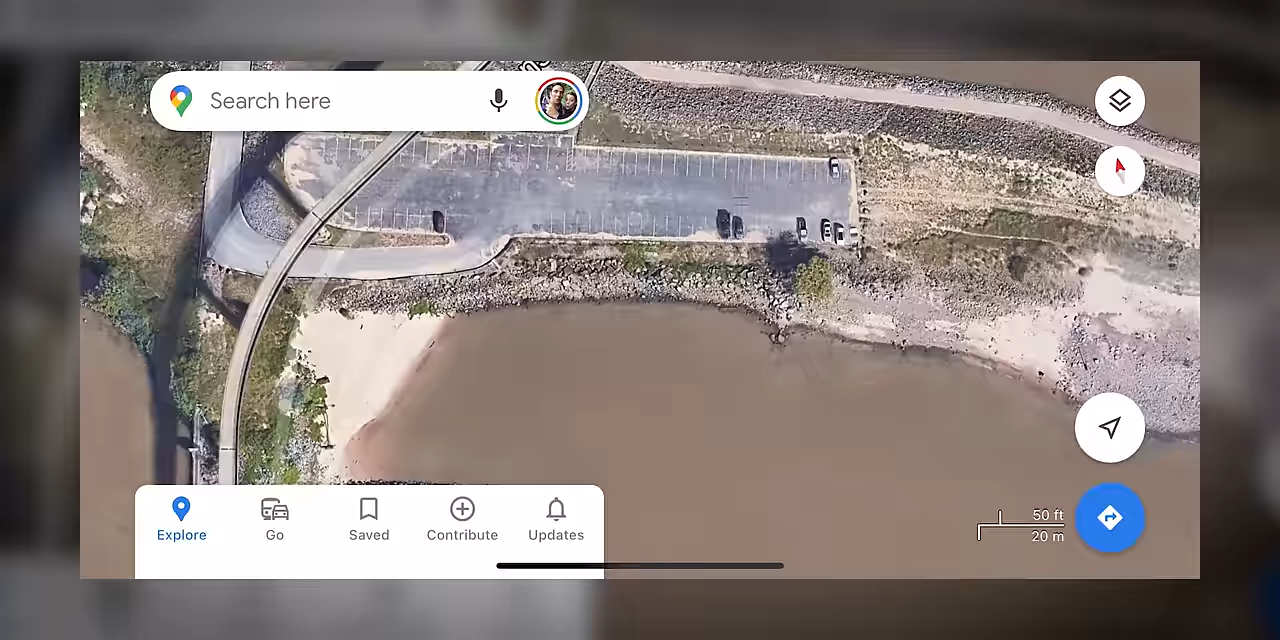 Search here
50 ft
20 m
Explore
Go
Saved
Contribute
Updates